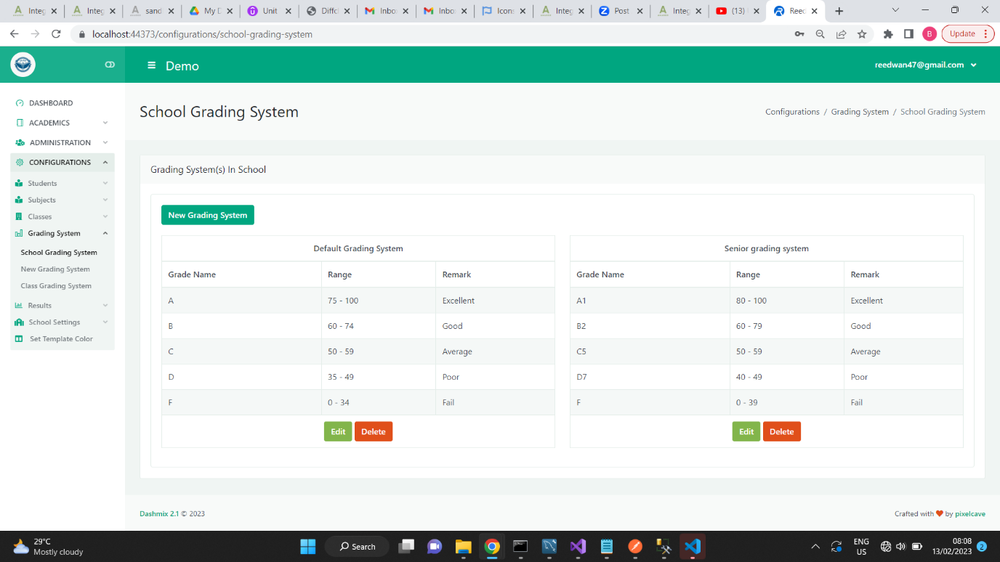 Integ
Integ
sand
My D
Unit
Diffch
Inbo
Inbo
Icons
Integ
Post
Integ
(13)
Reed
localhost:44373/configurations/school-grading-system
B
Update
Demo
reedwan47@gmail.com
DASHBOARD
ACADEMICS
ADMINISTRATION
CONFIGURATIONS
Students
Subjects
Classes
Grading System
School Grading System
New Grading System
Class Grading System
Results
School Settings
Set Template Color
School Grading System
Configurations / Grading System / School Grading System
Grading System(s) In School
New Grading System
Default Grading System
Grade Name Range Remark
A 75 - 100 Excellent
B 60 - 74 Good
C 50 - 59 Average
D 35 - 49 Poor
F 0 - 34 Fail
Edit Delete
Senior grading system
Grade Name Range Remark
A1 80 - 100 Excellent
B2 60 - 79 Good
C5 50 - 59 Average
D7 40 - 49 Poor
F 0 - 39 Fail
Edit Delete
Dashmix 2.1 © 2023
Crafted with by pixelcave
29°C
Mostly cloudy
Search
ENG
US
08:08
13/02/2023
2